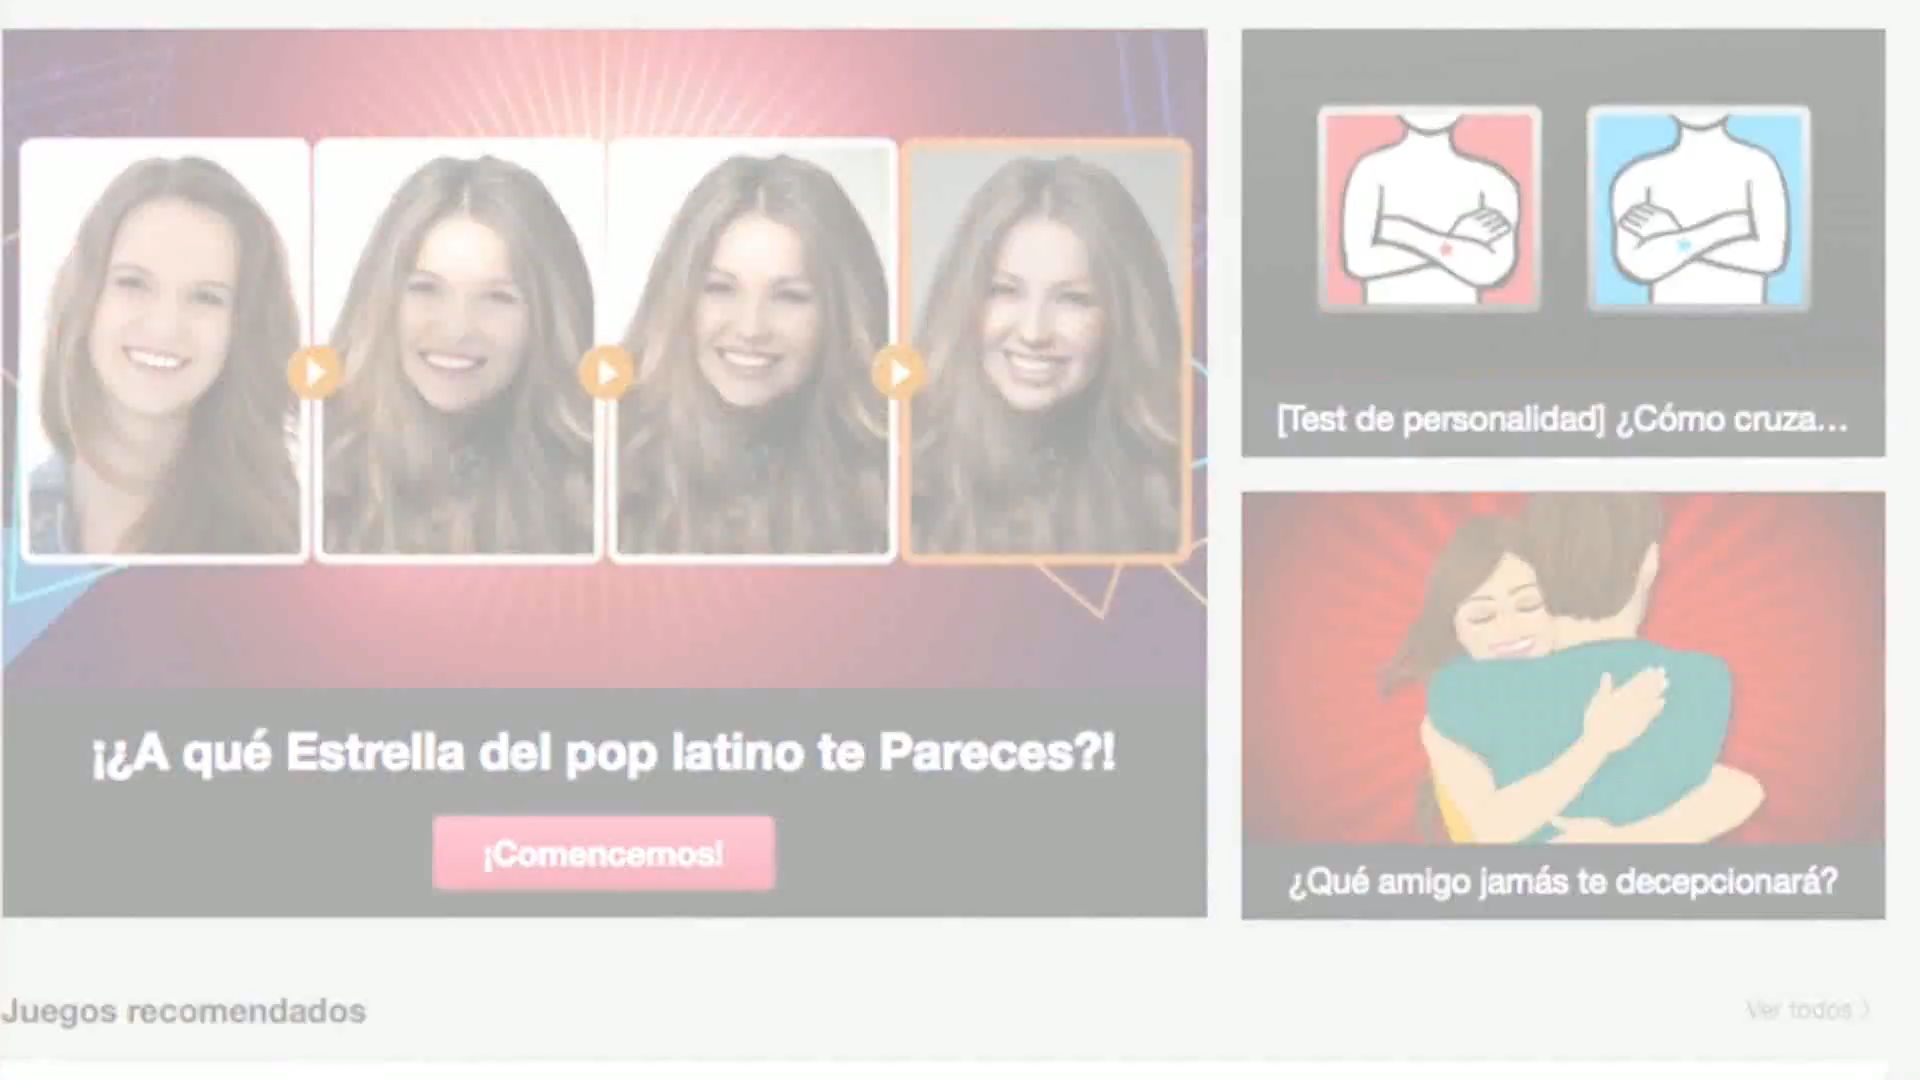 ¡¿A qué Estrella del pop latino te Pareces?!
¡Comencemos!
[Test de personalidad] ¿Cómo cruza...
¿Qué amigo jamás te decepcionará?
Juegos recomendados
Ver todos